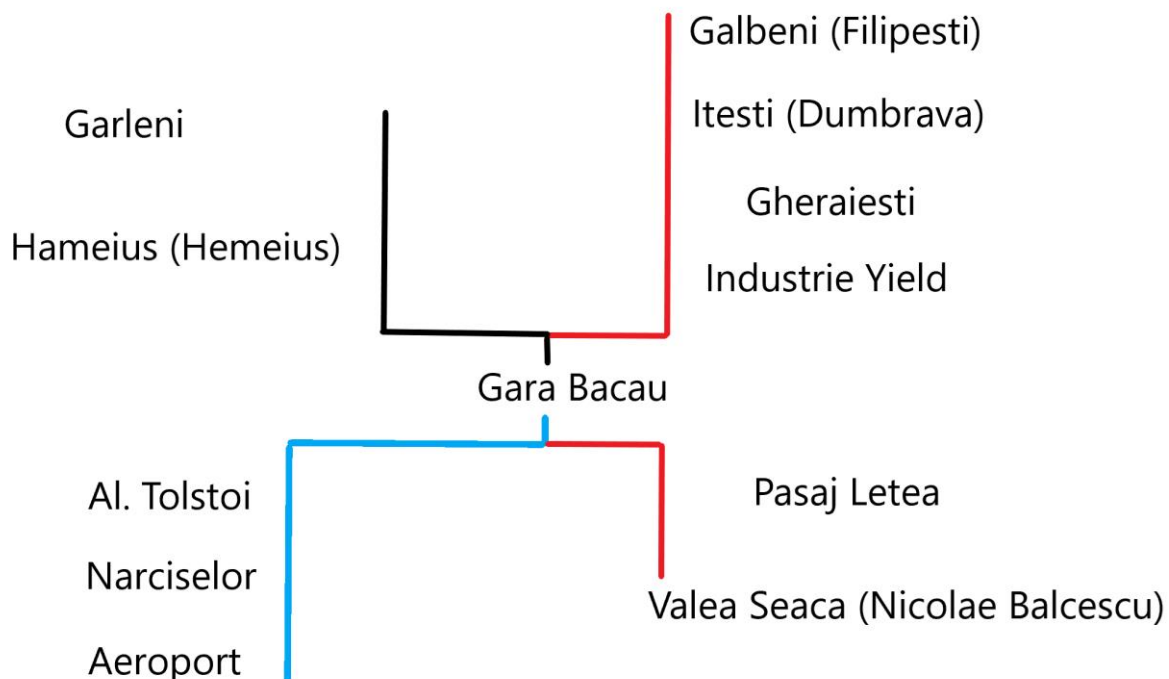 Galbeni (Filipesti)
Itesti (Dumbrava)
Garleni
Gheraiesti
Hameius (Hemeius)
Industrie Yield
Gara Bacau
Al. Tolstoi
Pasaj Letea
Narciselor
Valea Seaca (Nicolae Balcescu)
Aeroport